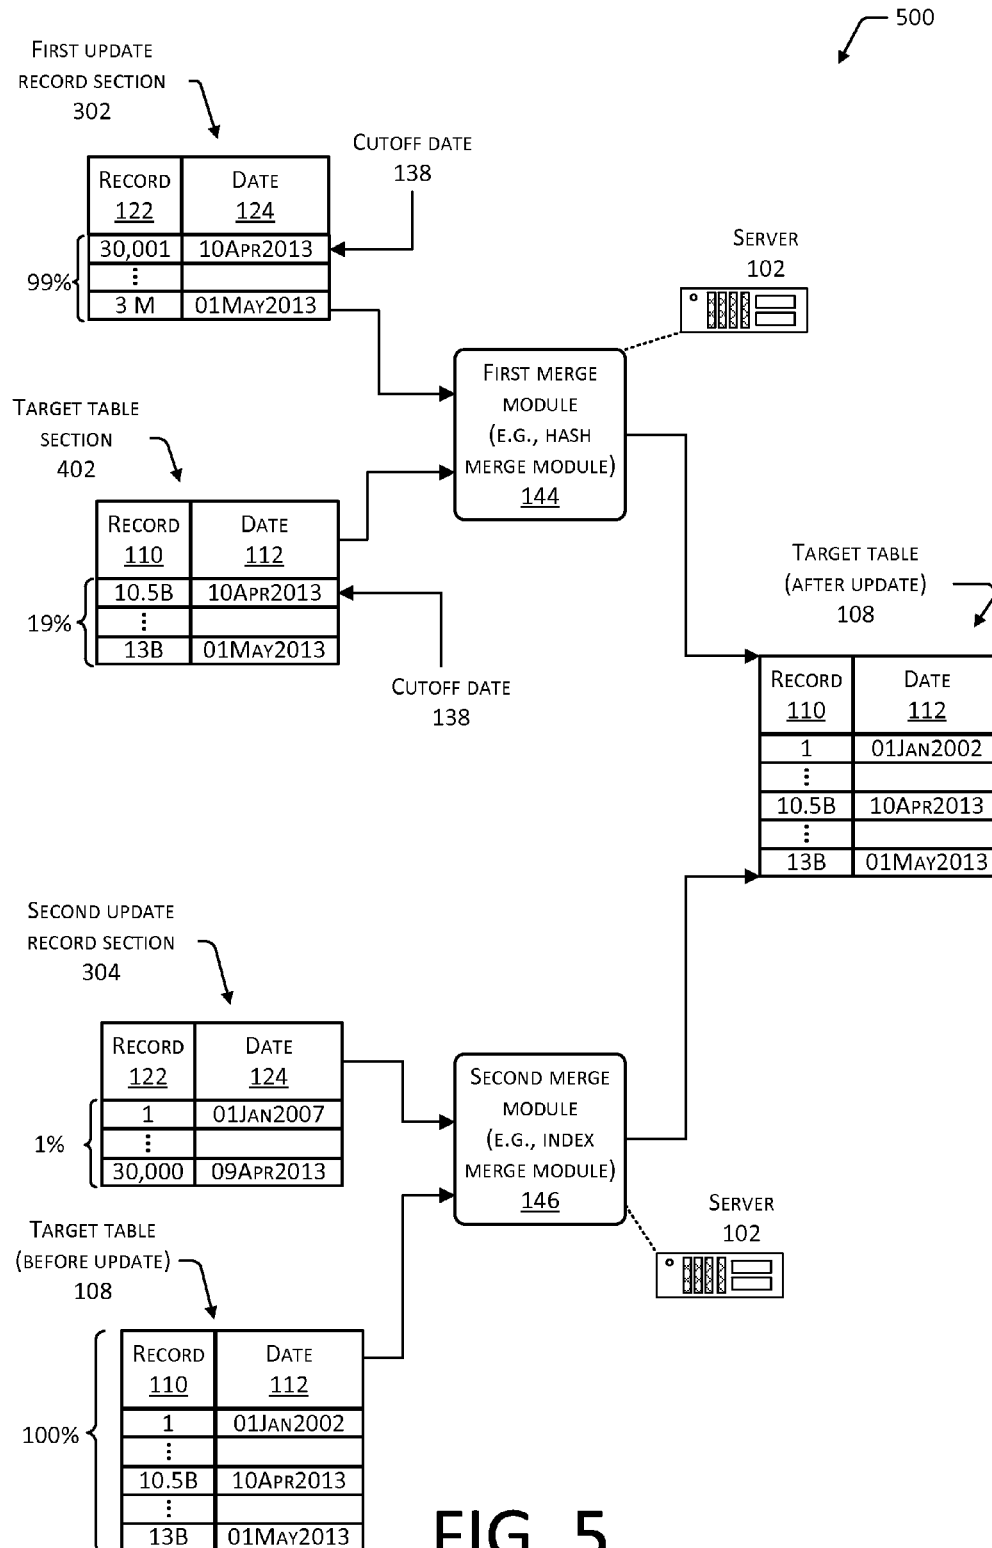 500
First update
record section
302
Cutoff date
138
Record Date
122 124
30,001 10Apr2013
⋮
3 M 01May2013
99%
Server
102
First merge
module
(e.g., hash
merge module)
144
Target table
section
402
Record Date
110 112
10.5B 10Apr2013
⋮
13B 01May2013
19%
Cutoff date
138
Target table
(after update)
108
Record Date
110 112
1 01Jan2002
⋮
10.5B 10Apr2013
⋮
13B 01May2013
Second update
record section
304
Record Date
122 124
1 01Jan2007
⋮
30,000 09Apr2013
1%
Second merge
module
(e.g., index
merge module)
146
Server
102
Target table
(before update)
108
Record Date
110 112
1 01Jan2002
⋮
10.5B 10Apr2013
⋮
13B 01May2013
100%
FIG. 5